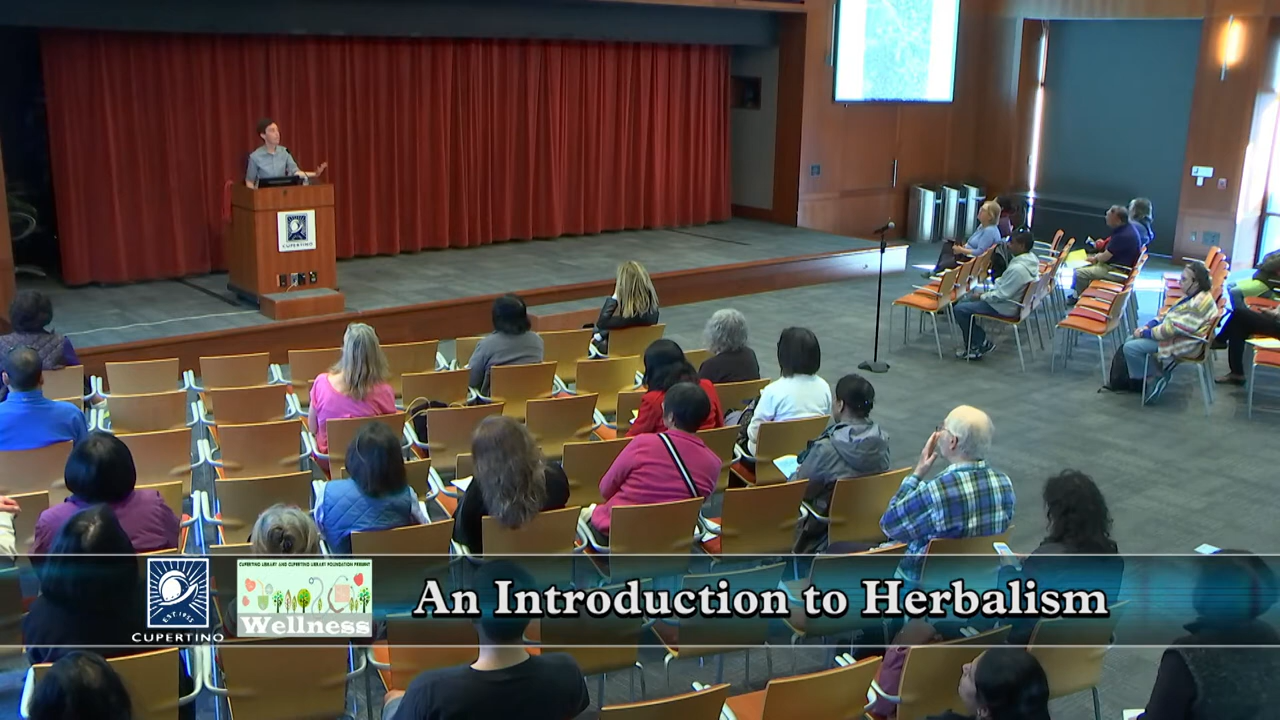 CUPERTINO
EST. 1955
CUPERTINO
CUPERTINO LIBRARY AND CUPERTINO LIBRARY FOUNDATION PRESENT
Wellness
An Introduction to Herbalism